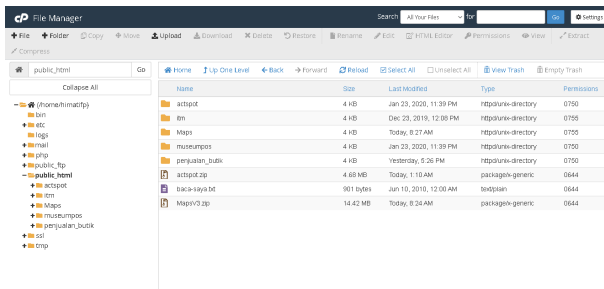 cP File Manager
Search All Your Files for Go Settings
+ File + Folder Copy Move Upload Download Delete Restore Rename Edit HTML Editor Permissions View Extract
Compress
public_html Go
Home Up One Level Back Forward Reload Select All Unselect All View Trash Empty Trash
Collapse All
(/home/himatifp)
bin
etc
logs
mail
php
public_ftp
public_html
actspot
itm
Maps
museumpos
penjualan_butik
ssl
tmp
Name Size Last Modified Type Permissions
actspot 4 KB Jan 23, 2020, 11:39 PM httpd/unix-directory 0750
itm 4 KB Dec 23, 2019, 12:08 PM httpd/unix-directory 0755
Maps 4 KB Today, 8:27 AM httpd/unix-directory 0755
museumpos 4 KB Jan 23, 2020, 11:39 PM httpd/unix-directory 0750
penjualan_butik 4 KB Yesterday, 5:26 PM httpd/unix-directory 0750
actspot.zip 4.68 MB Today, 1:10 AM package/x-generic 0644
baca-saya.txt 901 bytes Jun 10, 2010, 12:00 AM text/plain 0644
MapsV3.zip 14.42 MB Today, 8:24 AM package/x-generic 0644